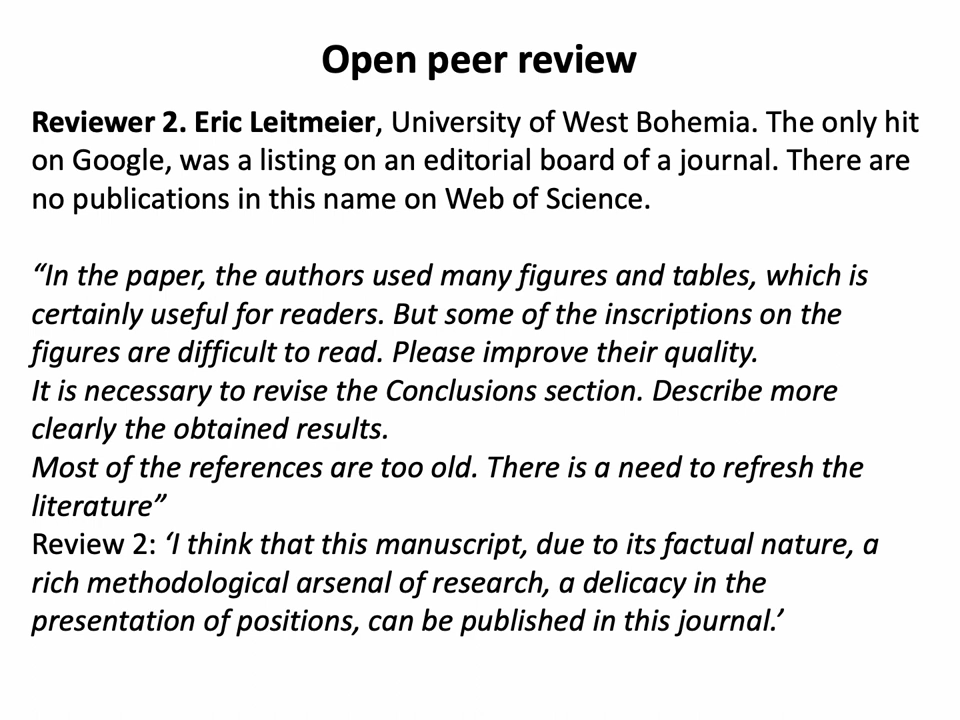 Open peer review
Reviewer 2. Eric Leitmeier, University of West Bohemia. The only hit
on Google, was a listing on an editorial board of a journal. There are
no publications in this name on Web of Science.
“In the paper, the authors used many figures and tables, which is
certainly useful for readers. But some of the inscriptions on the
figures are difficult to read. Please improve their quality.
It is necessary to revise the Conclusions section. Describe more
clearly the obtained results.
Most of the references are too old. There is a need to refresh the
literature”
Review 2: ‘I think that this manuscript, due to its factual nature, a
rich methodological arsenal of research, a delicacy in the
presentation of positions, can be published in this journal.’